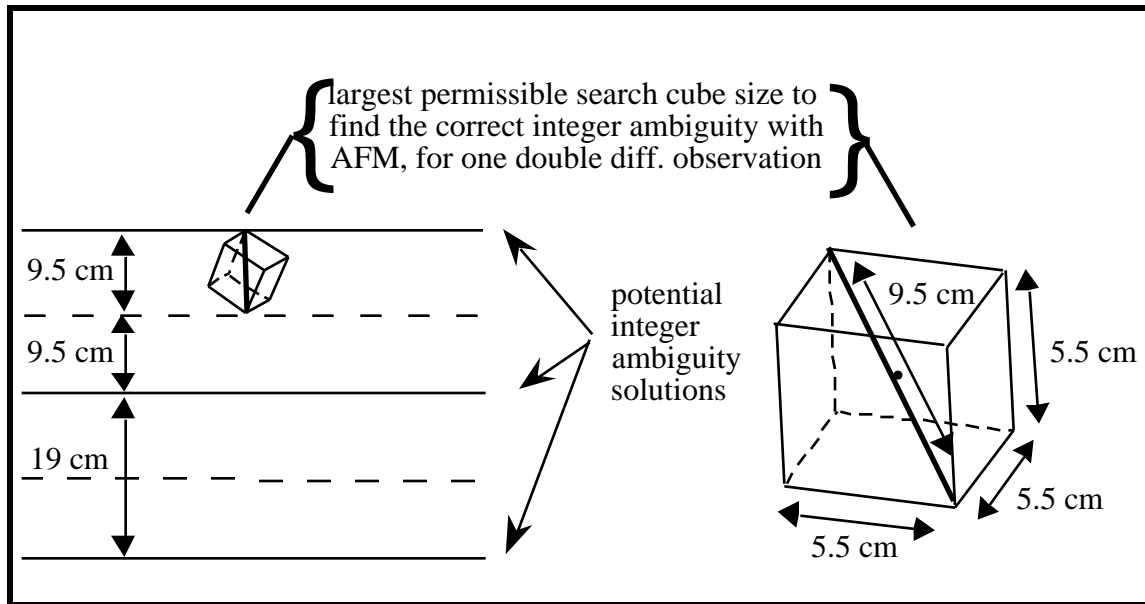 largest permissible search cube size to
find the correct integer ambiguity with
AFM, for one double diff. observation
9.5 cm
9.5 cm
19 cm
potential
integer
ambiguity
solutions
9.5 cm
5.5 cm
5.5 cm
5.5 cm